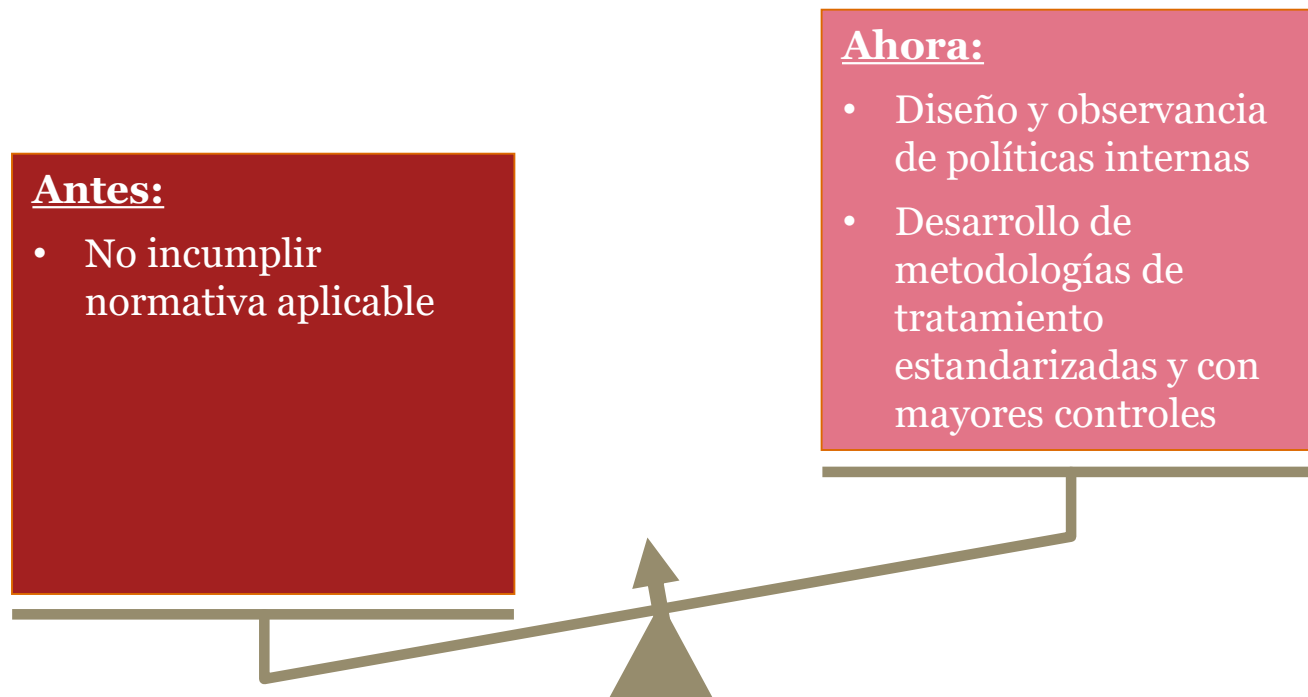 Antes:
• No incumplir
normativa aplicable
Ahora:
• Diseño y observancia
de políticas internas
• Desarrollo de
metodologías de
tratamiento
estandarizadas y con
mayores controles